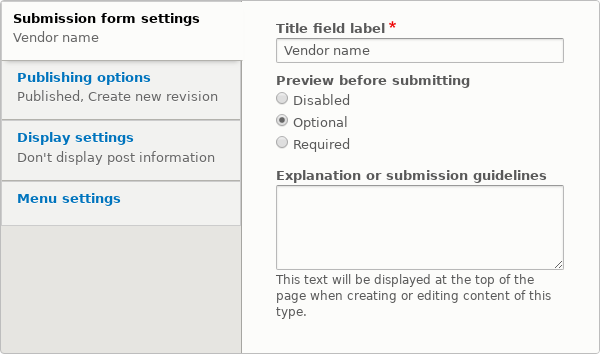 Submission form settings
Vendor name
Publishing options
Published, Create new revision
Display settings
Don't display post information
Menu settings
Title field label *
Vendor name
Preview before submitting
Disabled
Optional
Required
Explanation or submission guidelines
This text will be displayed at the top of the
page when creating or editing content of this
type.